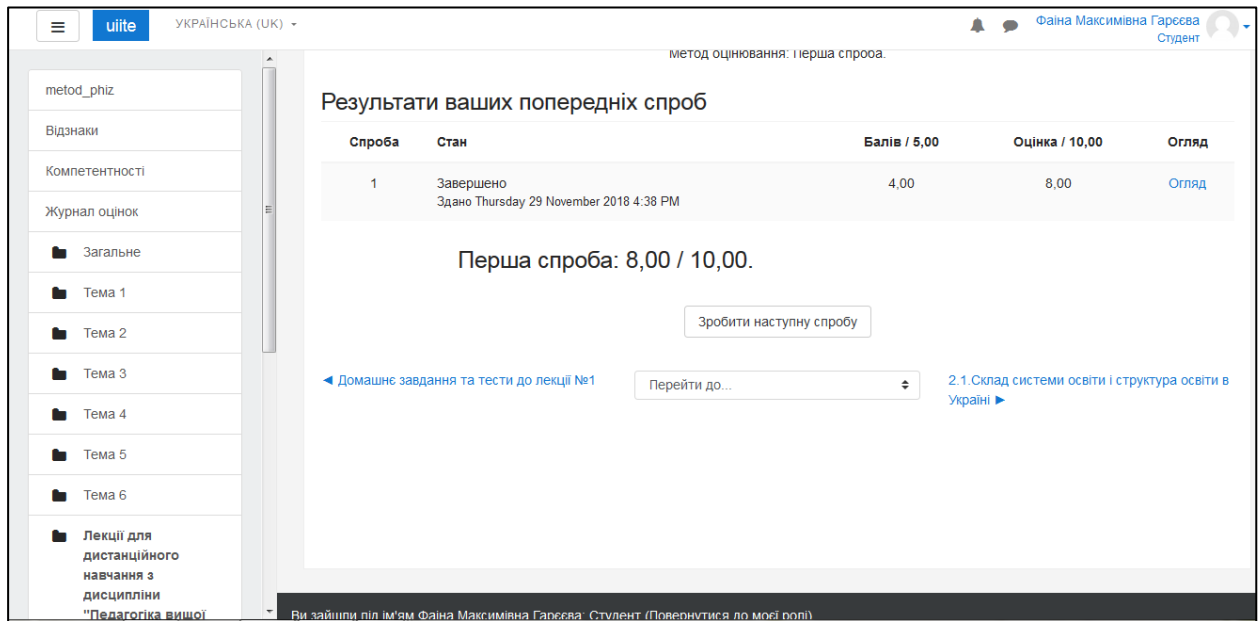 uiite
УКРАЇНСЬКА (UK)
Фаіна Максимівна Гарєєва
Студент
metod_phiz
Відзнаки
Компетентності
Журнал оцінок
Загальне
Тема 1
Тема 2
Тема 3
Тема 4
Тема 5
Тема 6
Лекції для
дистанційного
навчання з
дисципліни
"Педагогіка вищої
Метод оцінювання: Перша спроба.
Результати ваших попередніх спроб
Спроба Стан Балів / 5,00 Оцінка / 10,00 Огляд
1 Завершено 4,00 8,00 Огляд
Здано Thursday 29 November 2018 4:38 PM
Перша спроба: 8,00 / 10,00.
Зробити наступну спробу
◄ Домашнє завдання та тести до лекції №1
Перейти до...
2.1.Склад системи освіти і структура освіти в
Україні ►
Ви зайшли під ім'ям Фаіна Максимівна Гарєєва: Студент (Повернутися до моєї ролі)